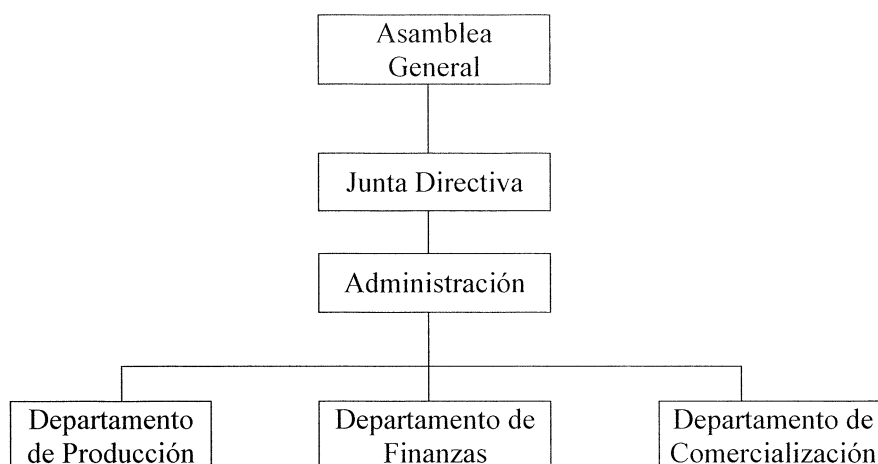 Asamblea
General
Junta Directiva
Administración
Departamento
de Producción
Departamento de
Finanzas
Departamento de
Comercialización